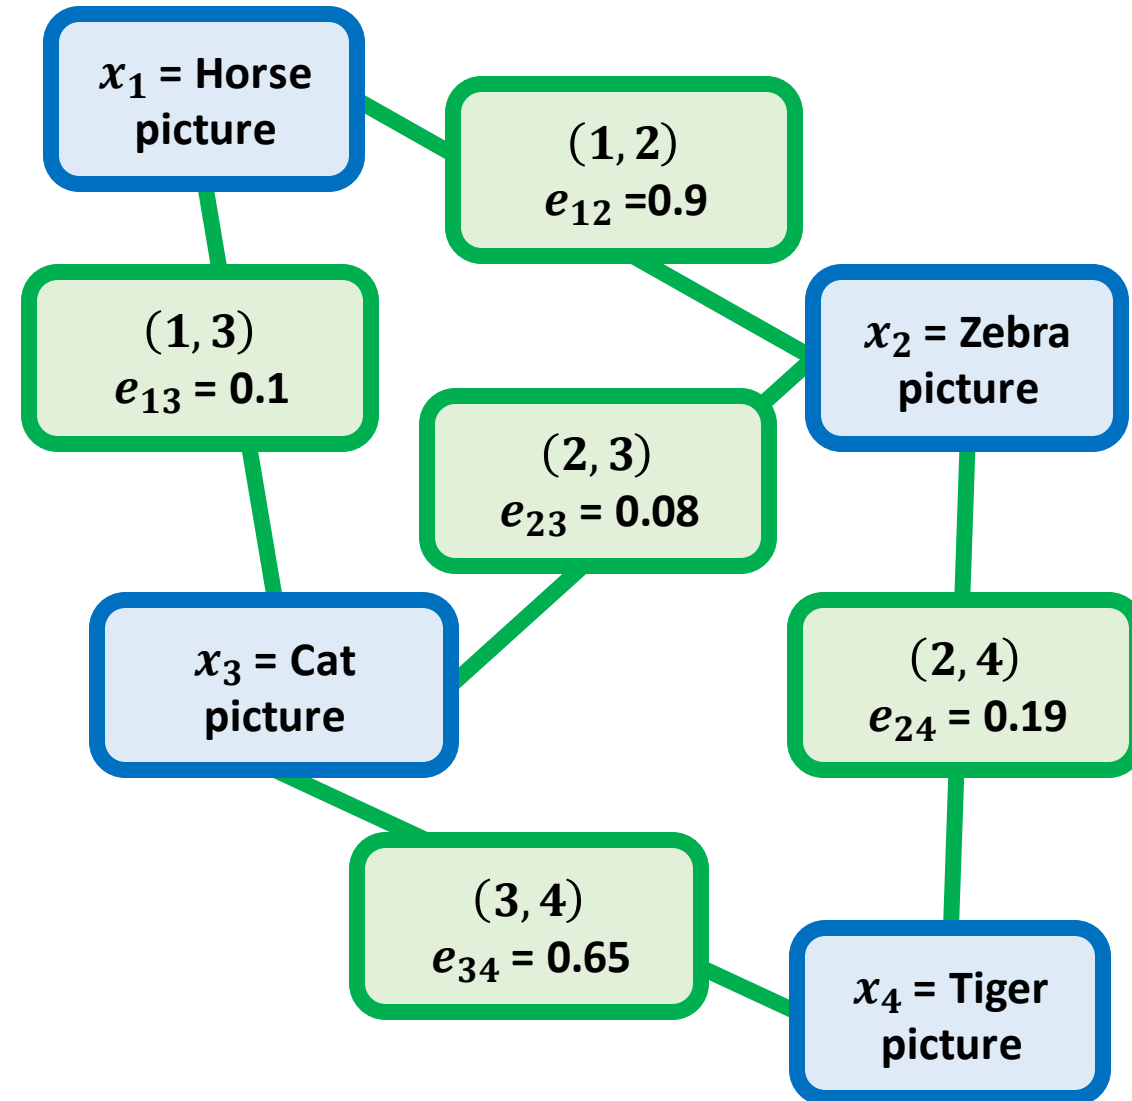 x₁ = Horse
picture
(1, 2)
e₁₂ =0.9
(1, 3)
e₁₃ = 0.1
x₂ = Zebra
picture
(2, 3)
e₂₃ = 0.08
x₃ = Cat
picture
(2, 4)
e₂₄ = 0.19
(3, 4)
e₃₄ = 0.65
x₄ = Tiger
picture